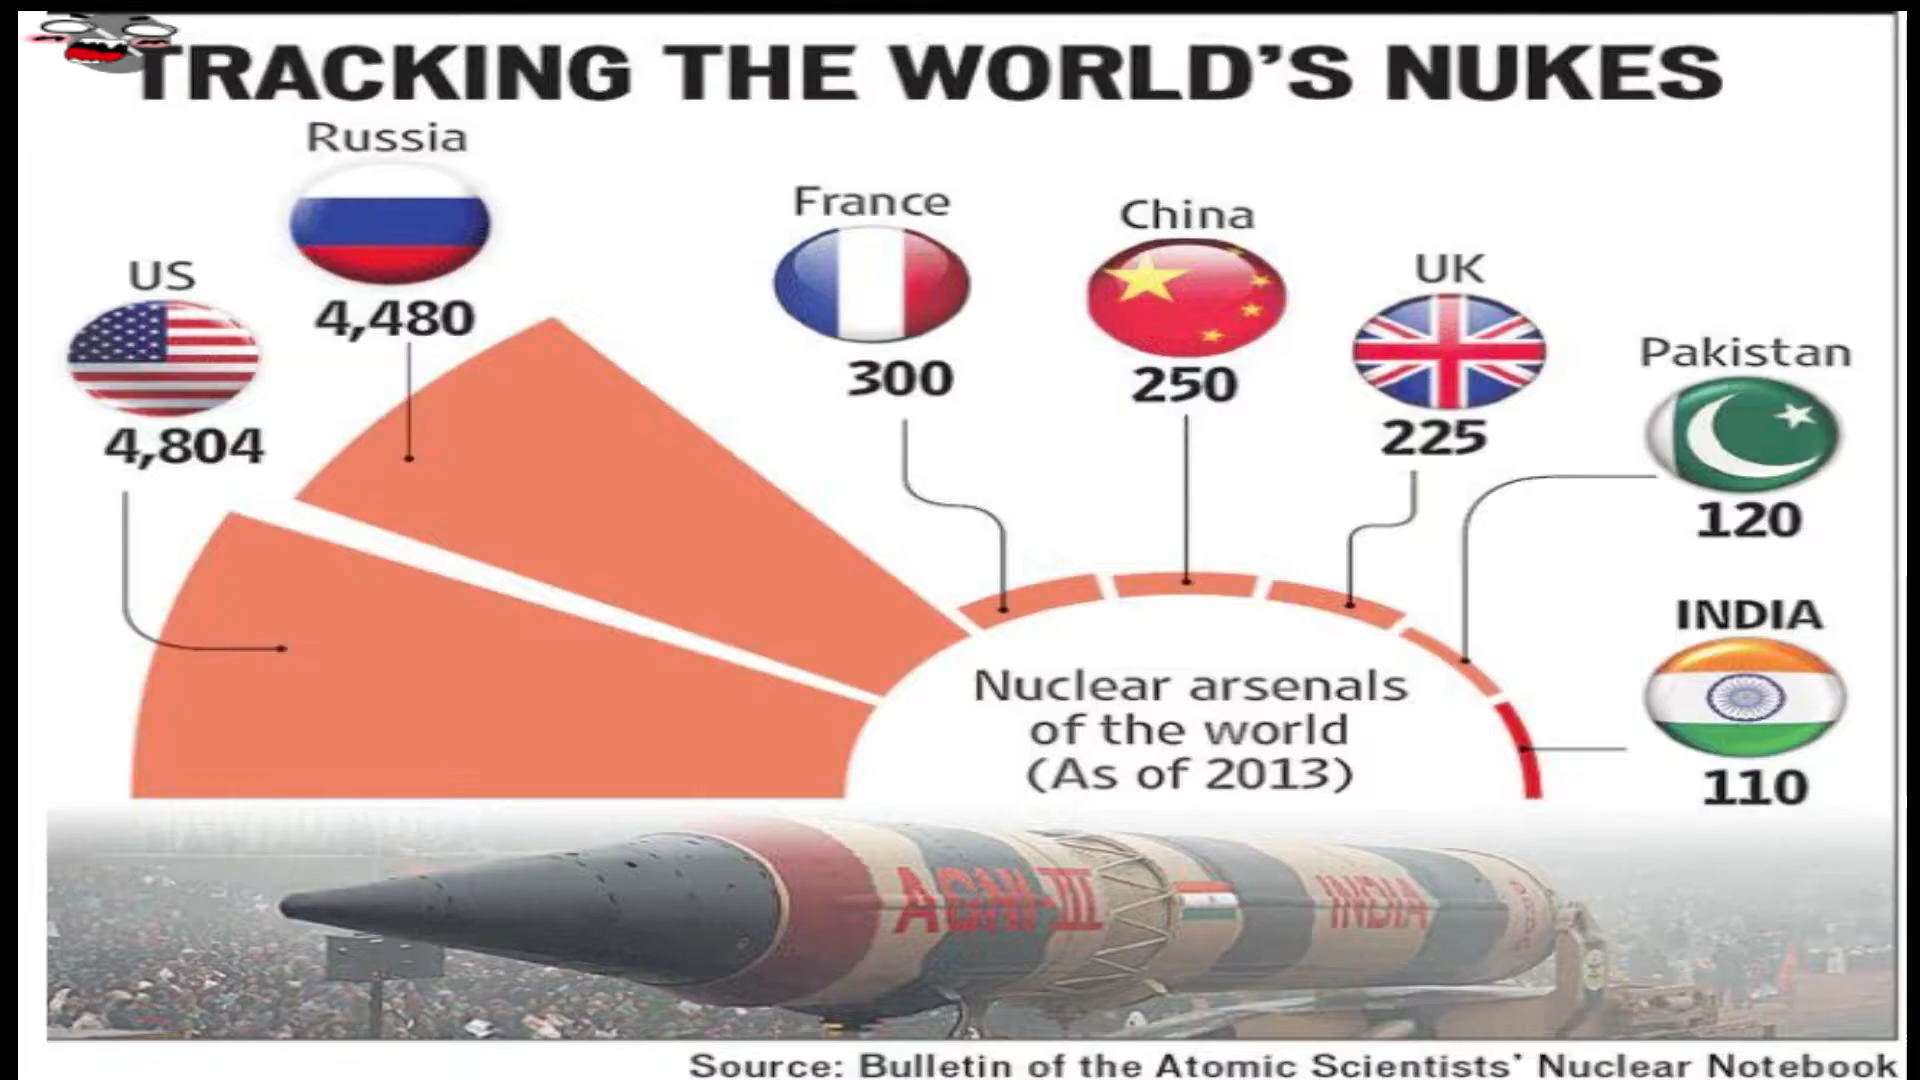 TRACKING THE WORLD'S NUKES
Russia
4,480
US
4,804
France
300
China
250
UK
225
Pakistan
120
INDIA
110
Nuclear arsenals
of the world
(As of 2013)
AGNI-III
INDIA
Source: Bulletin of the Atomic Scientists' Nuclear Notebook